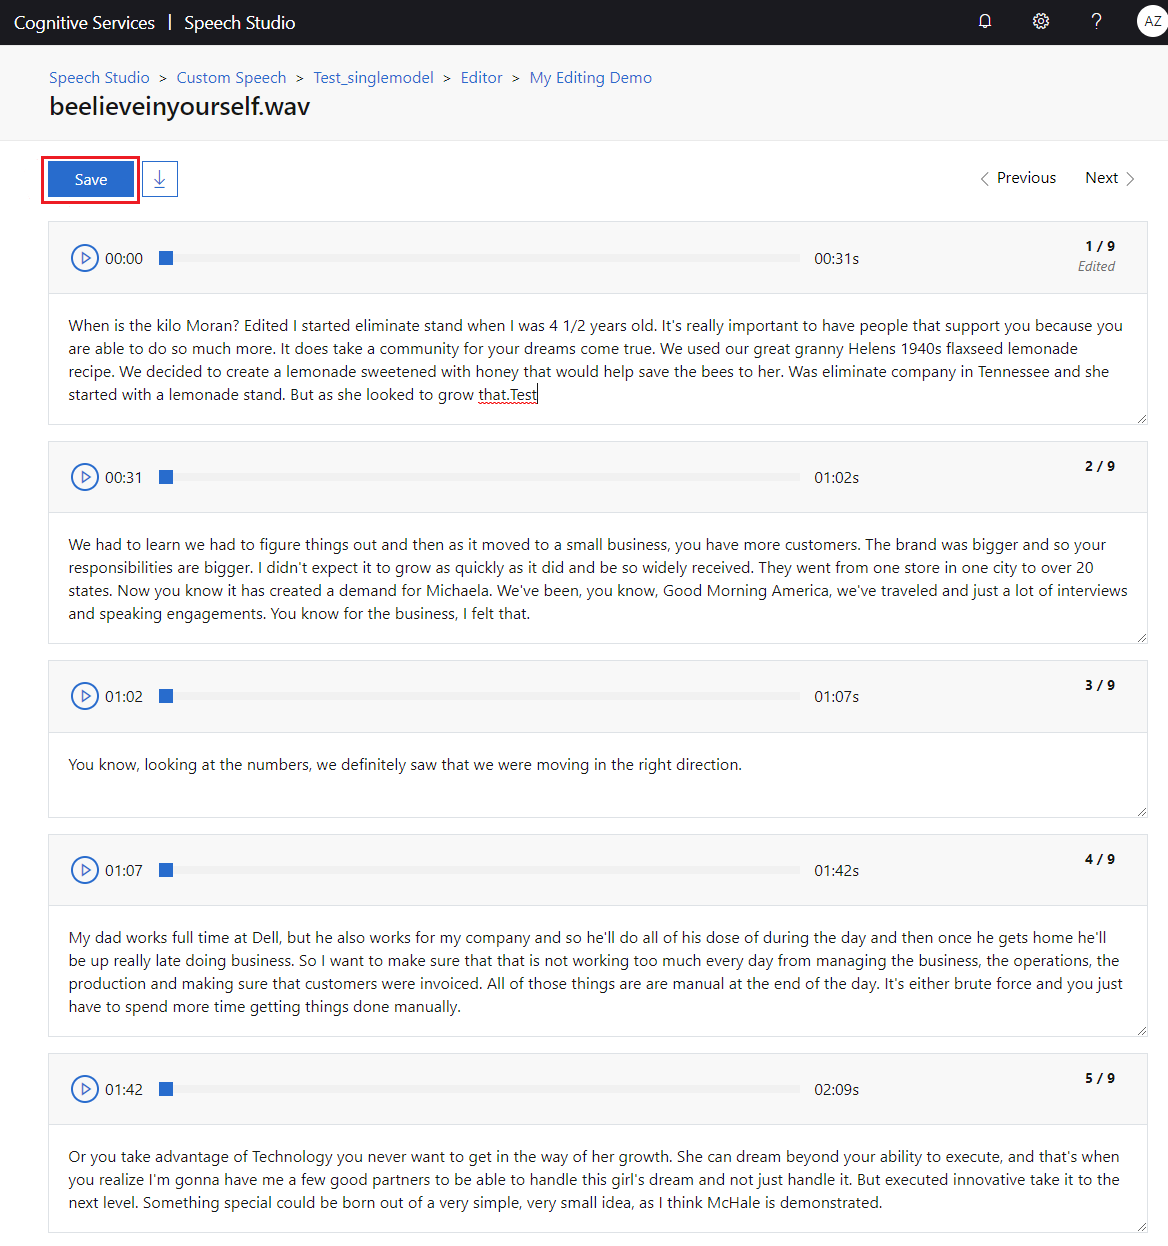 Cognitive Services | Speech Studio
?
AZ
Speech Studio > Custom Speech > Test_singlemodel > Editor > My Editing Demo
beelieveinyourself.wav
Save
Previous Next
00:00 00:31s 1 / 9
Edited
When is the kilo Moran? Edited I started eliminate stand when I was 4 1/2 years old. It's really important to have people that support you because you
are able to do so much more. It does take a community for your dreams come true. We used our great granny Helens 1940s flaxseed lemonade
recipe. We decided to create a lemonade sweetened with honey that would help save the bees to her. Was eliminate company in Tennessee and she
started with a lemonade stand. But as she looked to grow that.Test
00:31 01:02s 2 / 9
We had to learn we had to figure things out and then as it moved to a small business, you have more customers. The brand was bigger and so your
responsibilities are bigger. I didn't expect it to grow as quickly as it did and be so widely received. They went from one store in one city to over 20
states. Now you know it has created a demand for Michaela. We've been, you know, Good Morning America, we've traveled and just a lot of interviews
and speaking engagements. You know for the business, I felt that.
01:02 01:07s 3 / 9
You know, looking at the numbers, we definitely saw that we were moving in the right direction.
01:07 01:42s 4 / 9
My dad works full time at Dell, but he also works for my company and so he'll do all of his dose of during the day and then once he gets home he'll
be up really late doing business. So I want to make sure that that is not working too much every day from managing the business, the operations, the
production and making sure that customers were invoiced. All of those things are are manual at the end of the day. It's either brute force and you just
have to spend more time getting things done manually.
01:42 02:09s 5 / 9
Or you take advantage of Technology you never want to get in the way of her growth. She can dream beyond your ability to execute, and that's when
you realize I'm gonna have me a few good partners to be able to handle this girl's dream and not just handle it. But executed innovative take it to the
next level. Something special could be born out of a very simple, very small idea, as I think McHale is demonstrated.